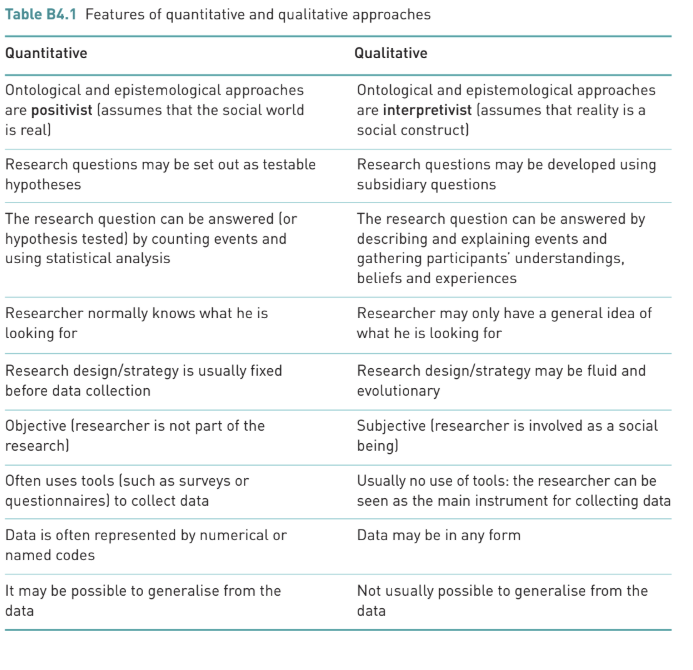 Table B4.1 Features of quantitative and qualitative approaches
Quantitative
Qualitative
Ontological and epistemological approaches
are positivist (assumes that the social world
is real)
Ontological and epistemological approaches
are interpretivist (assumes that reality is a
social construct)
Research questions may be set out as testable
hypotheses
Research questions may be developed using
subsidiary questions
The research question can be answered (or
hypothesis tested) by counting events and
using statistical analysis
The research question can be answered by
describing and explaining events and
gathering participants' understandings,
beliefs and experiences
Researcher normally knows what he is
looking for
Researcher may only have a general idea of
what he is looking for
Research design/strategy is usually fixed
before data collection
Research design/strategy may be fluid and
evolutionary
Objective (researcher is not part of the
research)
Subjective (researcher is involved as a social
being)
Often uses tools (such as surveys or
questionnaires) to collect data
Usually no use of tools: the researcher can be
seen as the main instrument for collecting data
Data is often represented by numerical or
named codes
Data may be in any form
It may be possible to generalise from the
data
Not usually possible to generalise from the
data